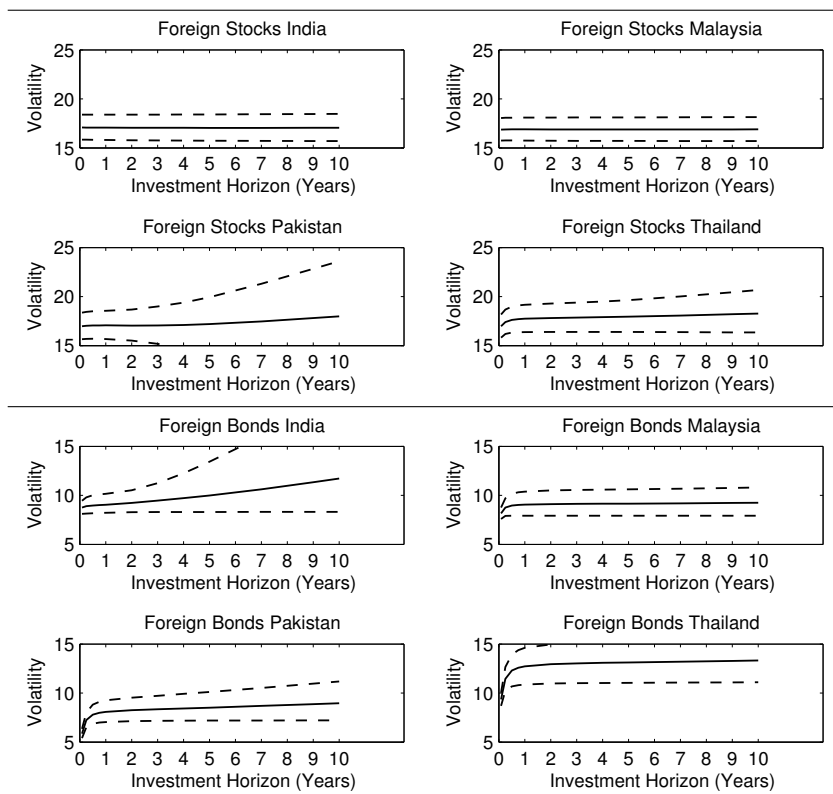 Foreign Stocks India
25
20
15
Volatility
0 1 2 3 4 5 6 7 8 9 10
Investment Horizon (Years)
Foreign Stocks Malaysia
25
20
15
Volatility
0 1 2 3 4 5 6 7 8 9 10
Investment Horizon (Years)
Foreign Stocks Pakistan
25
20
15
Volatility
0 1 2 3 4 5 6 7 8 9 10
Investment Horizon (Years)
Foreign Stocks Thailand
25
20
15
Volatility
0 1 2 3 4 5 6 7 8 9 10
Investment Horizon (Years)
Foreign Bonds India
15
10
5
Volatility
0 1 2 3 4 5 6 7 8 9 10
Investment Horizon (Years)
Foreign Bonds Malaysia
15
10
5
Volatility
0 1 2 3 4 5 6 7 8 9 10
Investment Horizon (Years)
Foreign Bonds Pakistan
15
10
5
Volatility
0 1 2 3 4 5 6 7 8 9 10
Investment Horizon (Years)
Foreign Bonds Thailand
15
10
5
Volatility
0 1 2 3 4 5 6 7 8 9 10
Investment Horizon (Years)